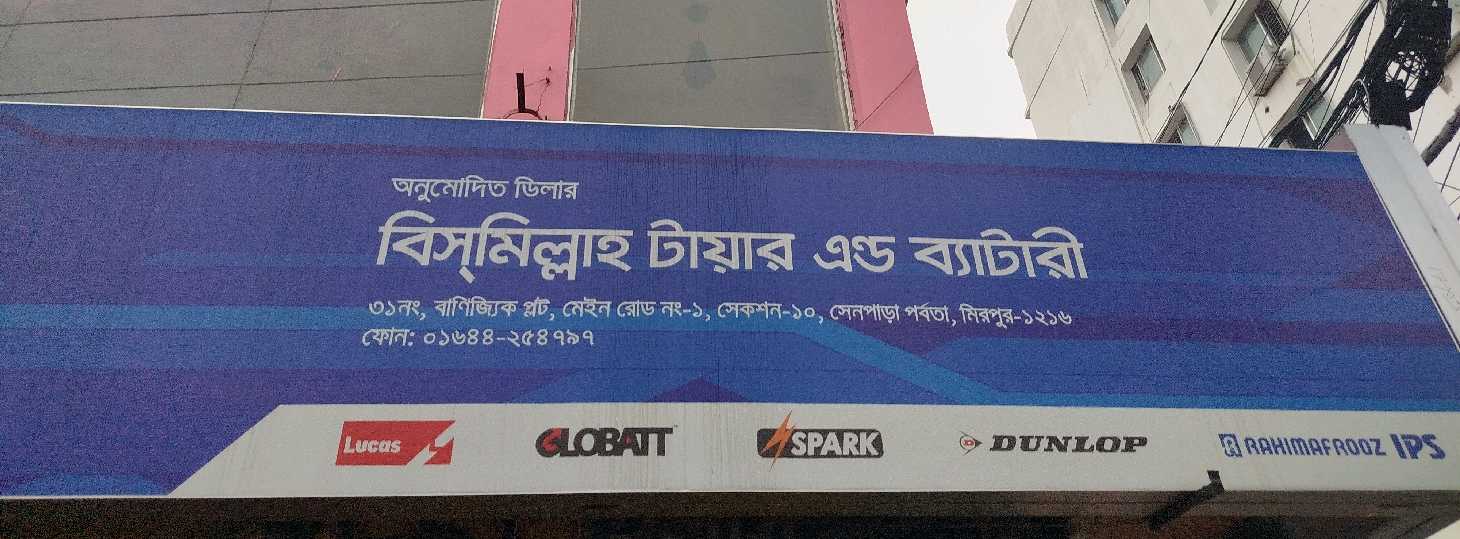 অনুমোদিত ডিলার
বিস্‌মিল্লাহ টায়ার এন্ড ব্যাটারী
৩১নং, বাণিজ্যিক প্লট, মেইন রোড নং-১, সেকশন-১০, সেনপাড়া পর্বতা, মিরপুর-১২১৬
ফোন: ০১৬৪৪-২৫৪৭৯৭
Lucas GLOBATT SPARK DUNLOP RAHIMAFROOZ IPS